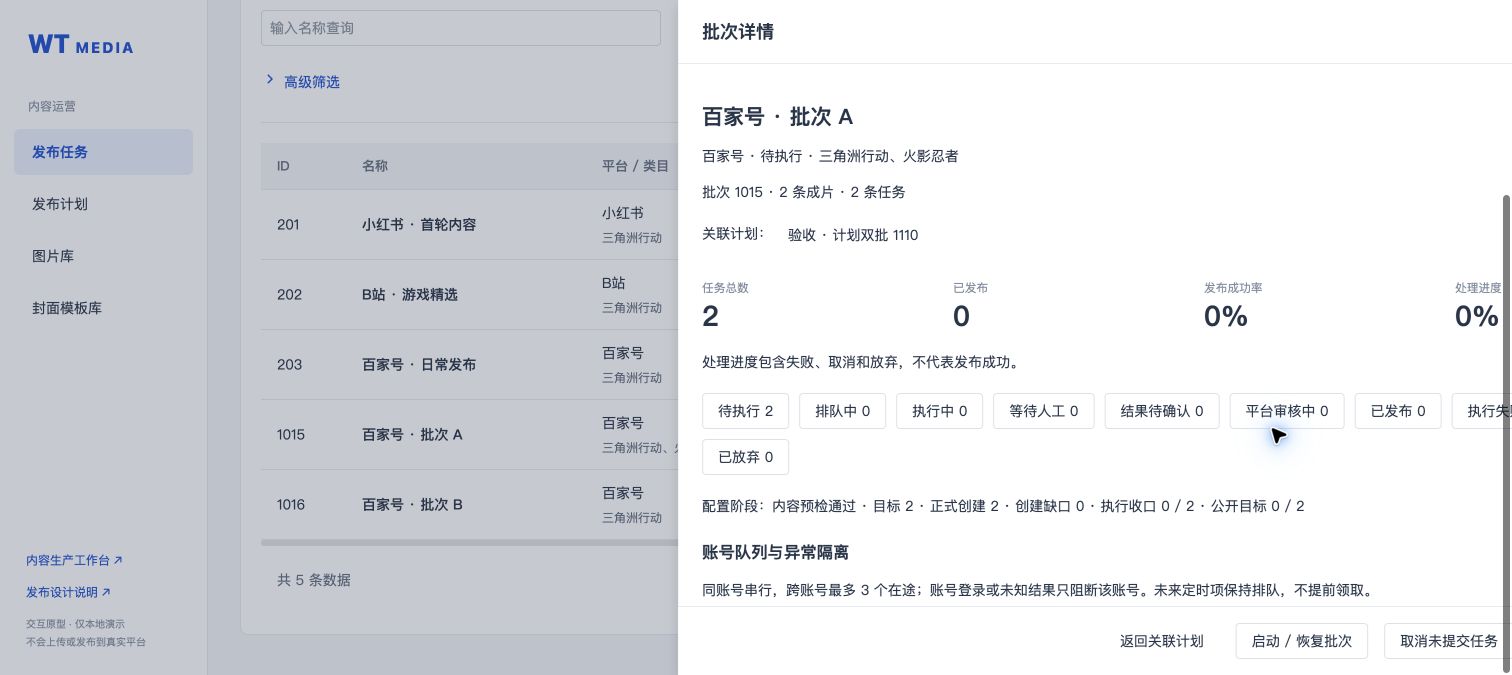 WT MEDIA
内容运营
发布任务
发布计划
图片库
封面模板库
内容生产工作台 ↗
发布设计说明 ↗
交互原型 · 仅本地演示
不会上传或发布到真实平台
输入名称查询
高级筛选
ID 名称 平台 / 类目
201 小红书 · 首轮内容 小红书
三角洲行动
202 B站 · 游戏精选 B站
三角洲行动
203 百家号 · 日常发布 百家号
三角洲行动
1015 百家号 · 批次 A 百家号
三角洲行动、
1016 百家号 · 批次 B 百家号
三角洲行动
共 5 条数据
批次详情
百家号 · 批次 A
百家号 · 待执行 · 三角洲行动、火影忍者
批次 1015 · 2 条成片 · 2 条任务
关联计划： 验收 · 计划双批 1110
任务总数 已发布 发布成功率 处理进度
2 0 0% 0%
处理进度包含失败、取消和放弃，不代表发布成功。
待执行 2 排队中 0 执行中 0 等待人工 0 结果待确认 0 平台审核中 0 已发布 0 执行失
已放弃 0
配置阶段：内容预检通过 · 目标 2 · 正式创建 2 · 创建缺口 0 · 执行收口 0 / 2 · 公开目标 0 / 2
账号队列与异常隔离
同账号串行，跨账号最多 3 个在途；账号登录或未知结果只阻断该账号。未来定时项保持排队，不提前领取。
返回关联计划 启动 / 恢复批次 取消未提交任务